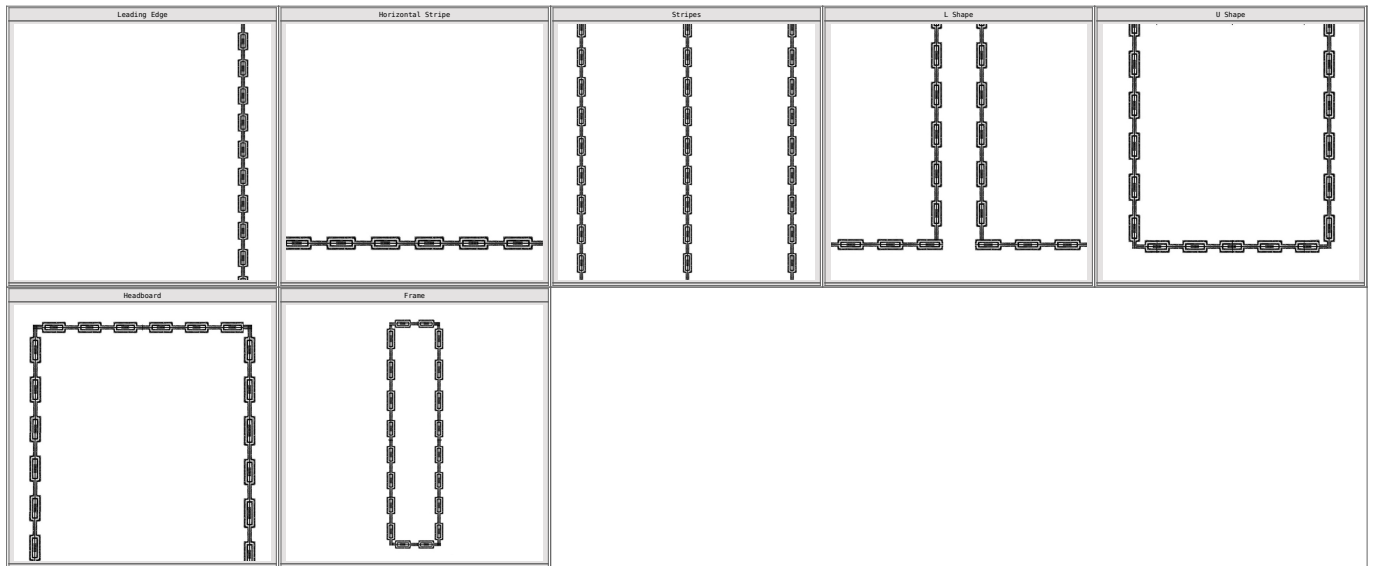 Leading Edge
Horizontal Stripe
Stripes
L Shape
U Shape
Headboard
Frame